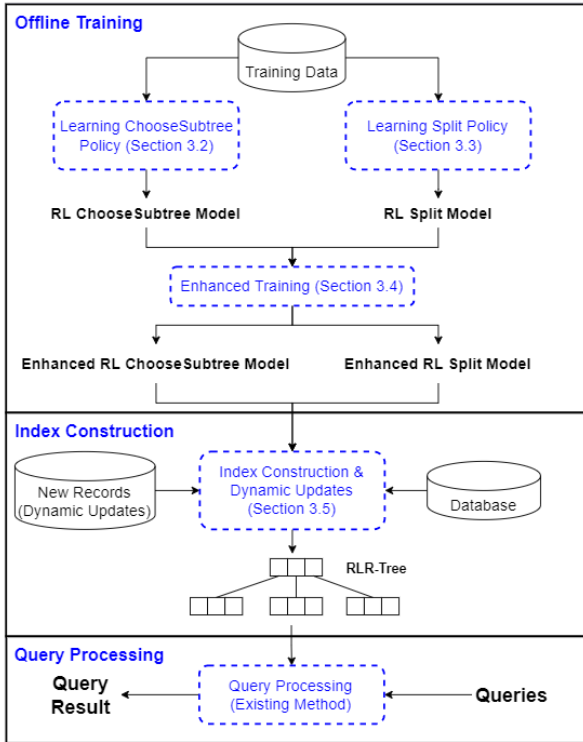 Offline Training
Training Data
Learning ChooseSubtree
Policy (Section 3.2)
Learning Split Policy
(Section 3.3)
RL ChooseSubtree Model
RL Split Model
Enhanced Training (Section 3.4)
Enhanced RL ChooseSubtree Model
Enhanced RL Split Model
Index Construction
New Records
(Dynamic Updates)
Index Construction &
Dynamic Updates
(Section 3.5)
Database
RLR-Tree
Query Processing
Query
Result
Query Processing
(Existing Method)
Queries